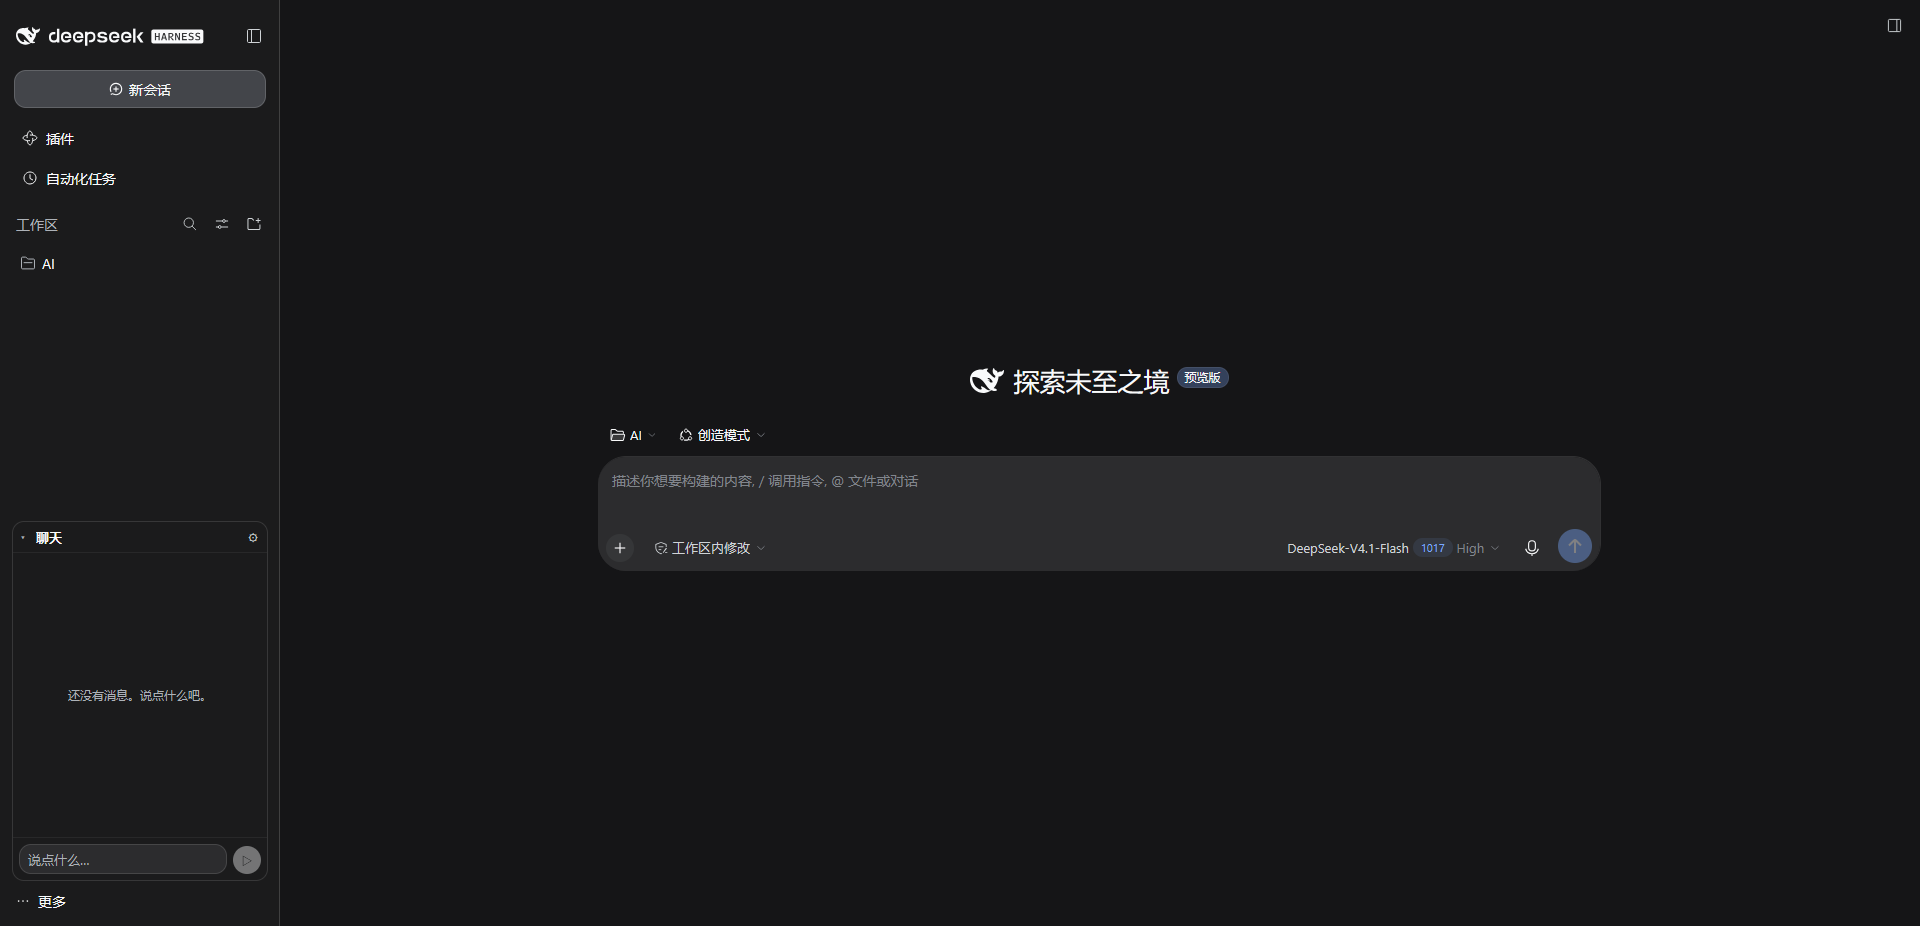 deepseek HARNESS
新会话
插件
自动化任务
工作区
AI
聊天
还没有消息。说点什么吧。
说点什么...
更多
探索未至之境 预览版
AI 创造模式
描述你想要构建的内容, / 调用指令, @ 文件或对话
工作区内修改 DeepSeek-V4.1-Flash 1017 High